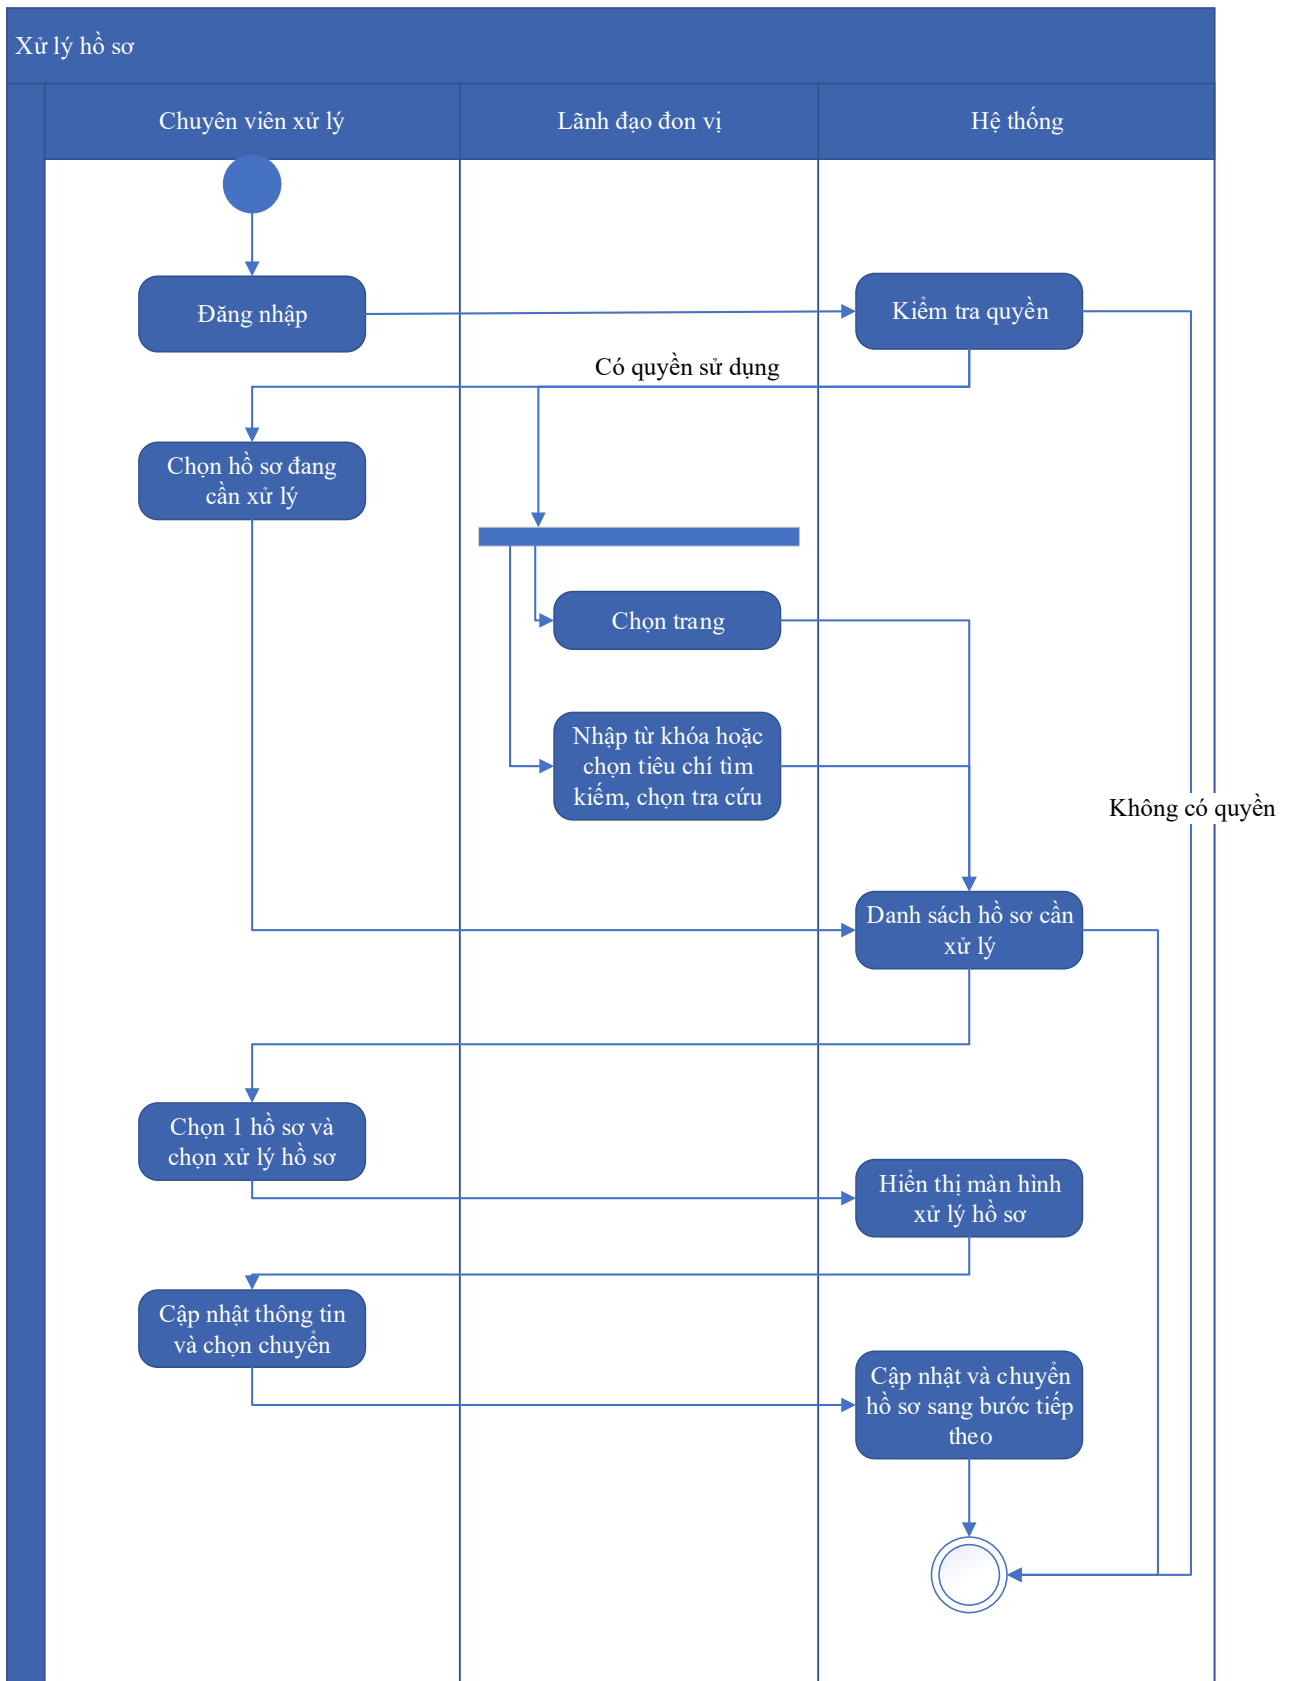 Xử lý hồ sơ
Chuyên viên xử lý
Lãnh đạo đơn vị
Hệ thống
Đăng nhập
Kiểm tra quyền
Có quyền sử dụng
Chọn hồ sơ đang
cần xử lý
Chọn trang
Nhập từ khóa hoặc
chọn tiêu chí tìm
kiếm, chọn tra cứu
Không có quyền
Danh sách hồ sơ cần
xử lý
Chọn 1 hồ sơ và
chọn xử lý hồ sơ
Hiển thị màn hình
xử lý hồ sơ
Cập nhật thông tin
và chọn chuyển
Cập nhật và chuyển
hồ sơ sang bước tiếp
theo